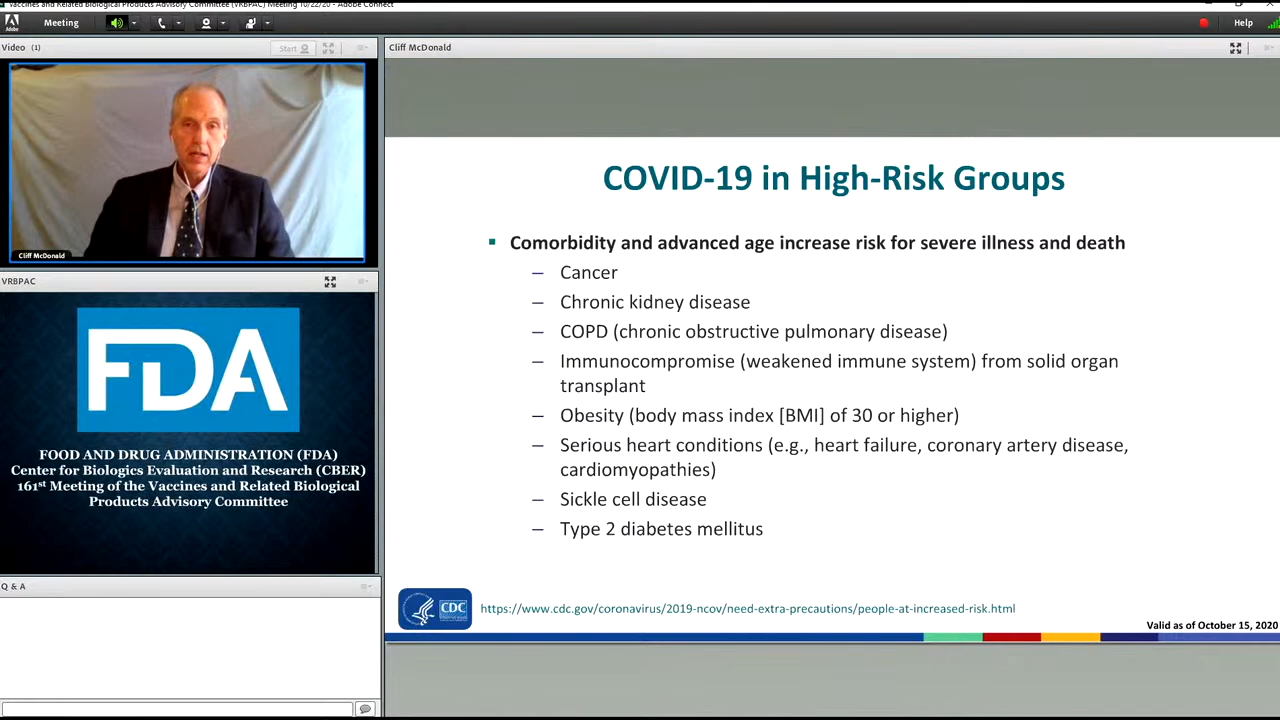 Vaccines and Related Biological Products Advisory Committee (VRBPAC) Meeting 10/22/20 - Adobe Connect
Adobe
Meeting
Help
Video (1)
Start
Cliff McDonald
Cliff McDonald
VRBPAC
FDA
FOOD AND DRUG ADMINISTRATION (FDA)
Center for Biologics Evaluation and Research (CBER)
161st Meeting of the Vaccines and Related Biological
Products Advisory Committee
Q & A
COVID-19 in High-Risk Groups
▪ Comorbidity and advanced age increase risk for severe illness and death
– Cancer
– Chronic kidney disease
– COPD (chronic obstructive pulmonary disease)
– Immunocompromise (weakened immune system) from solid organ
transplant
– Obesity (body mass index [BMI] of 30 or higher)
– Serious heart conditions (e.g., heart failure, coronary artery disease,
cardiomyopathies)
– Sickle cell disease
– Type 2 diabetes mellitus
CDC
https://www.cdc.gov/coronavirus/2019-ncov/need-extra-precautions/people-at-increased-risk.html
Valid as of October 15, 2020